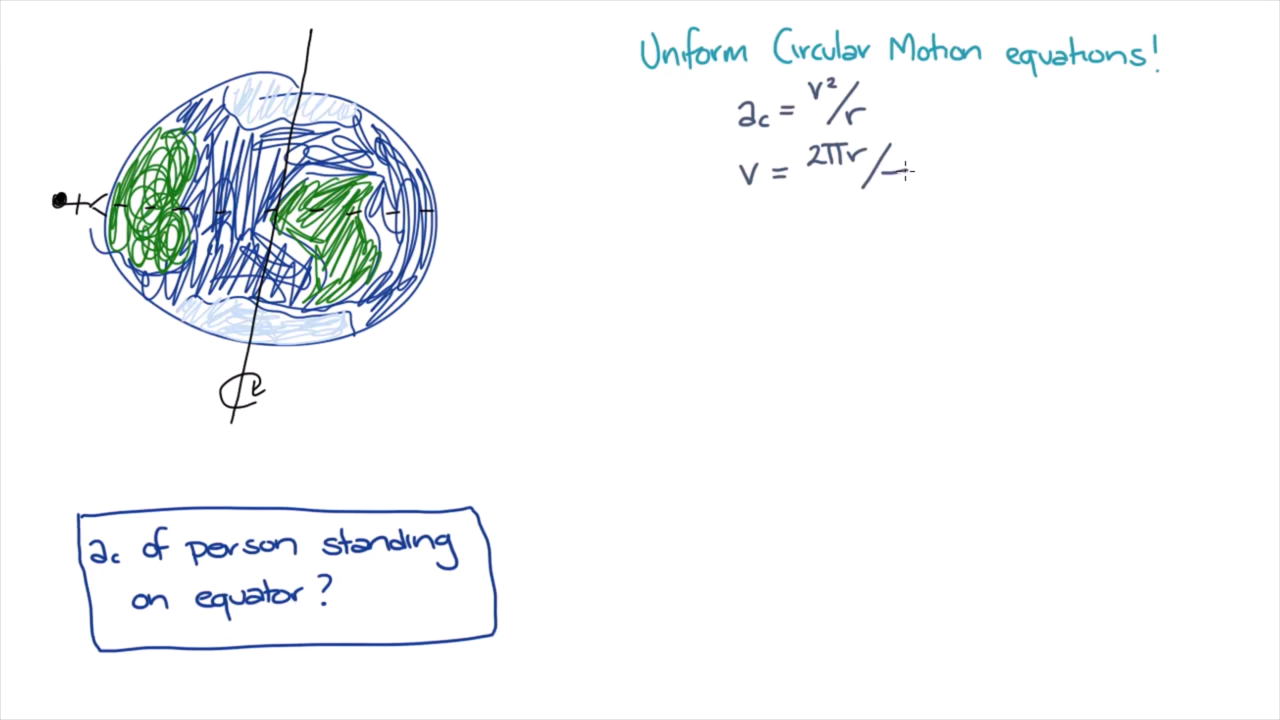 Uniform Circular Motion equations!
ac = v²/r
v = 2πr/
ac of person standing
on equator?